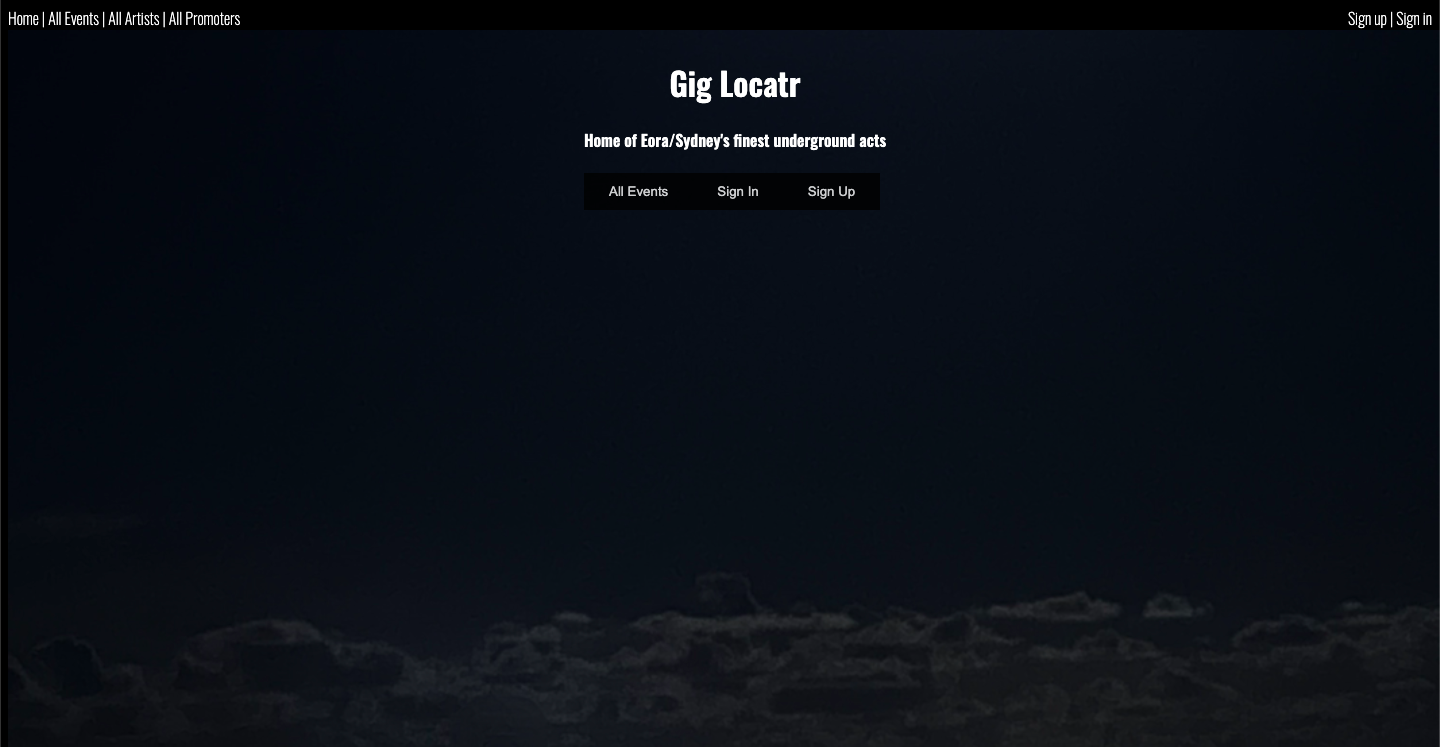 Home | All Events | All Artists | All Promoters
Sign up | Sign in
Gig Locatr
Home of Eora/Sydney's finest underground acts
All Events Sign In Sign Up